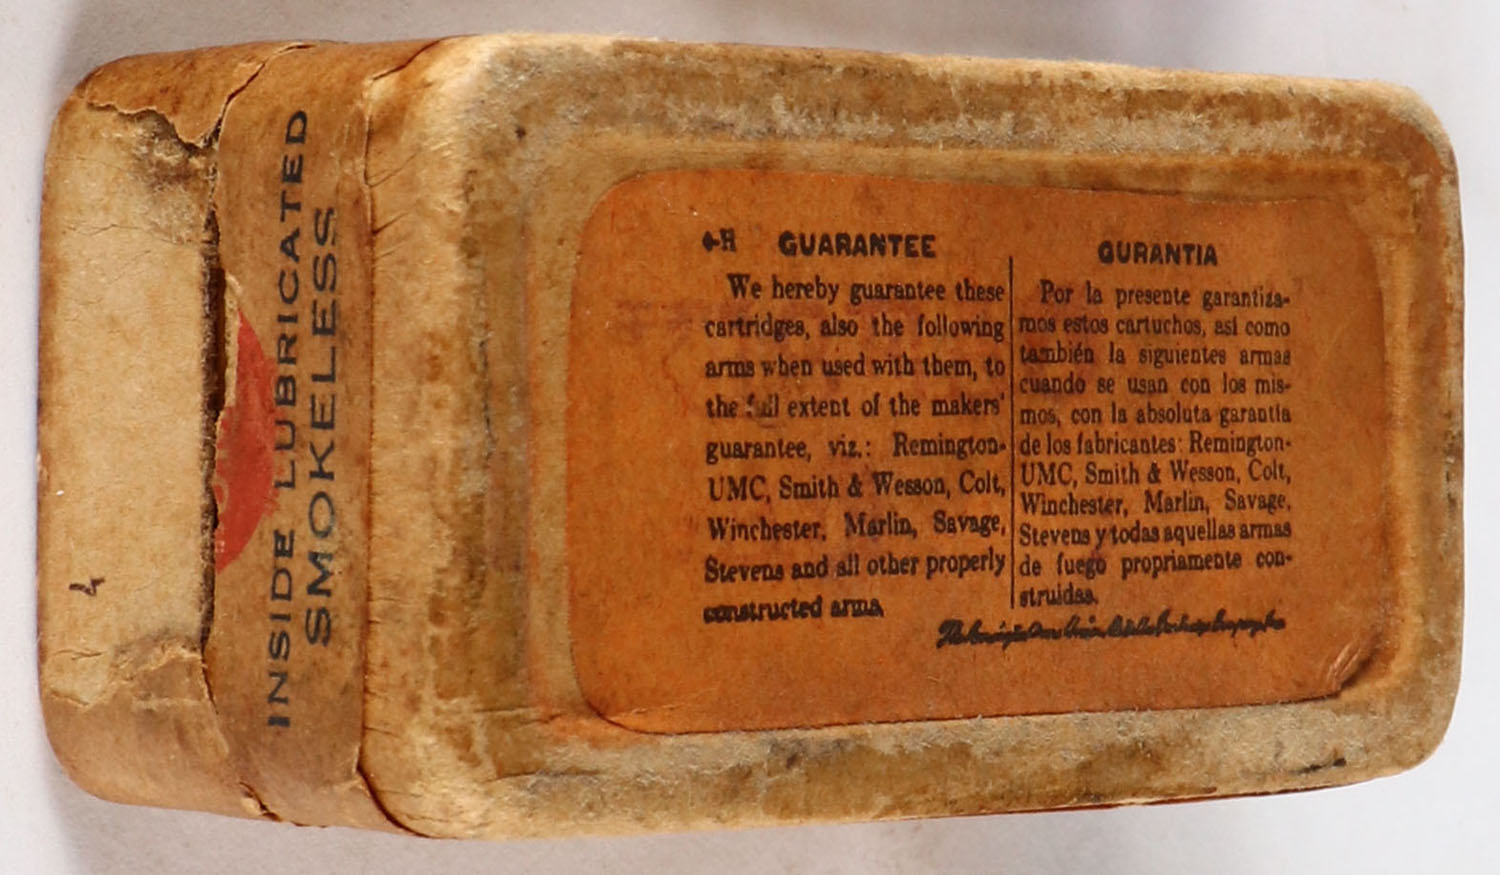 INSIDE LUBRICATED
SMOKELESS
4
4-H GUARANTEE
We hereby guarantee these
cartridges, also the following
arms when used with them, to
the full extent of the makers'
guarantee, viz.: Remington-
UMC, Smith & Wesson, Colt,
Winchester, Marlin, Savage,
Stevens and all other properly
constructed arms
GURANTIA
Por la presente garantiza-
mos estos cartuchos, así como
también la siguientes armas
cuando se usan con los mis-
mos, con la absoluta garantía
de los fabricantes: Remington-
UMC, Smith & Wesson, Colt,
Winchester, Marlin, Savage,
Stevens y todas aquellas armas
de fuego propriamente con-
struidas.